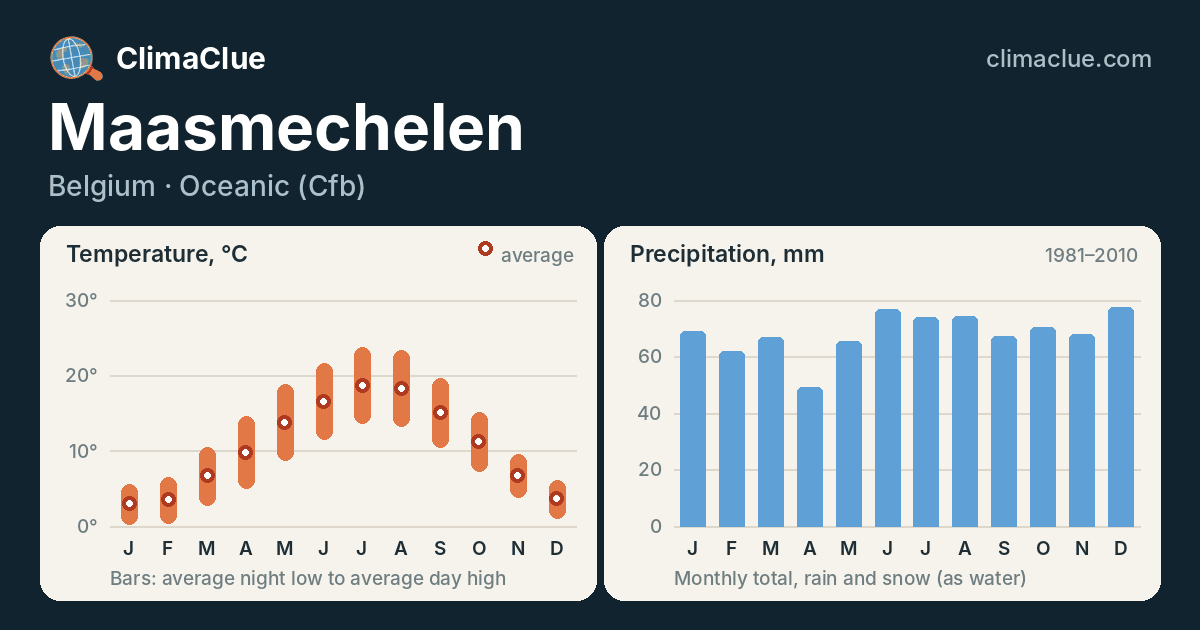 ClimaClue
climaclue.com
Maasmechelen
Belgium · Oceanic (Cfb)
Temperature, °C
average
30°
20°
10°
0°
J F M A M J J A S O N D
Bars: average night low to average day high
Precipitation, mm
1981–2010
80
60
40
20
0
J F M A M J J A S O N D
Monthly total, rain and snow (as water)